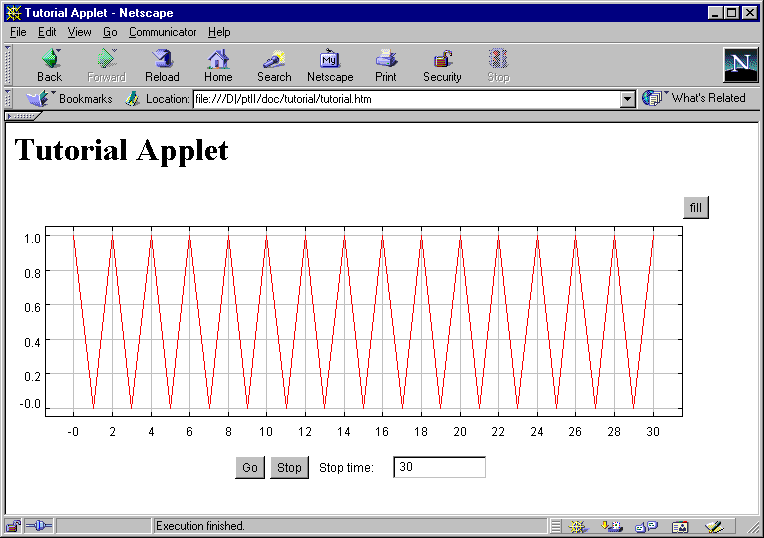 Tutorial Applet - Netscape
File Edit View Go Communicator Help
Back Forward Reload Home Search Netscape Print Security Stop
My N
Bookmarks Location: file:///D|/ptII/doc/tutorial/tutorial.htm What's Related
Tutorial Applet
fill
1.0
0.8
0.6
0.4
0.2
-0.0
-0 2 4 6 8 10 12 14 16 18 20 22 24 26 28 30
Go Stop Stop time: 30
Execution finished.